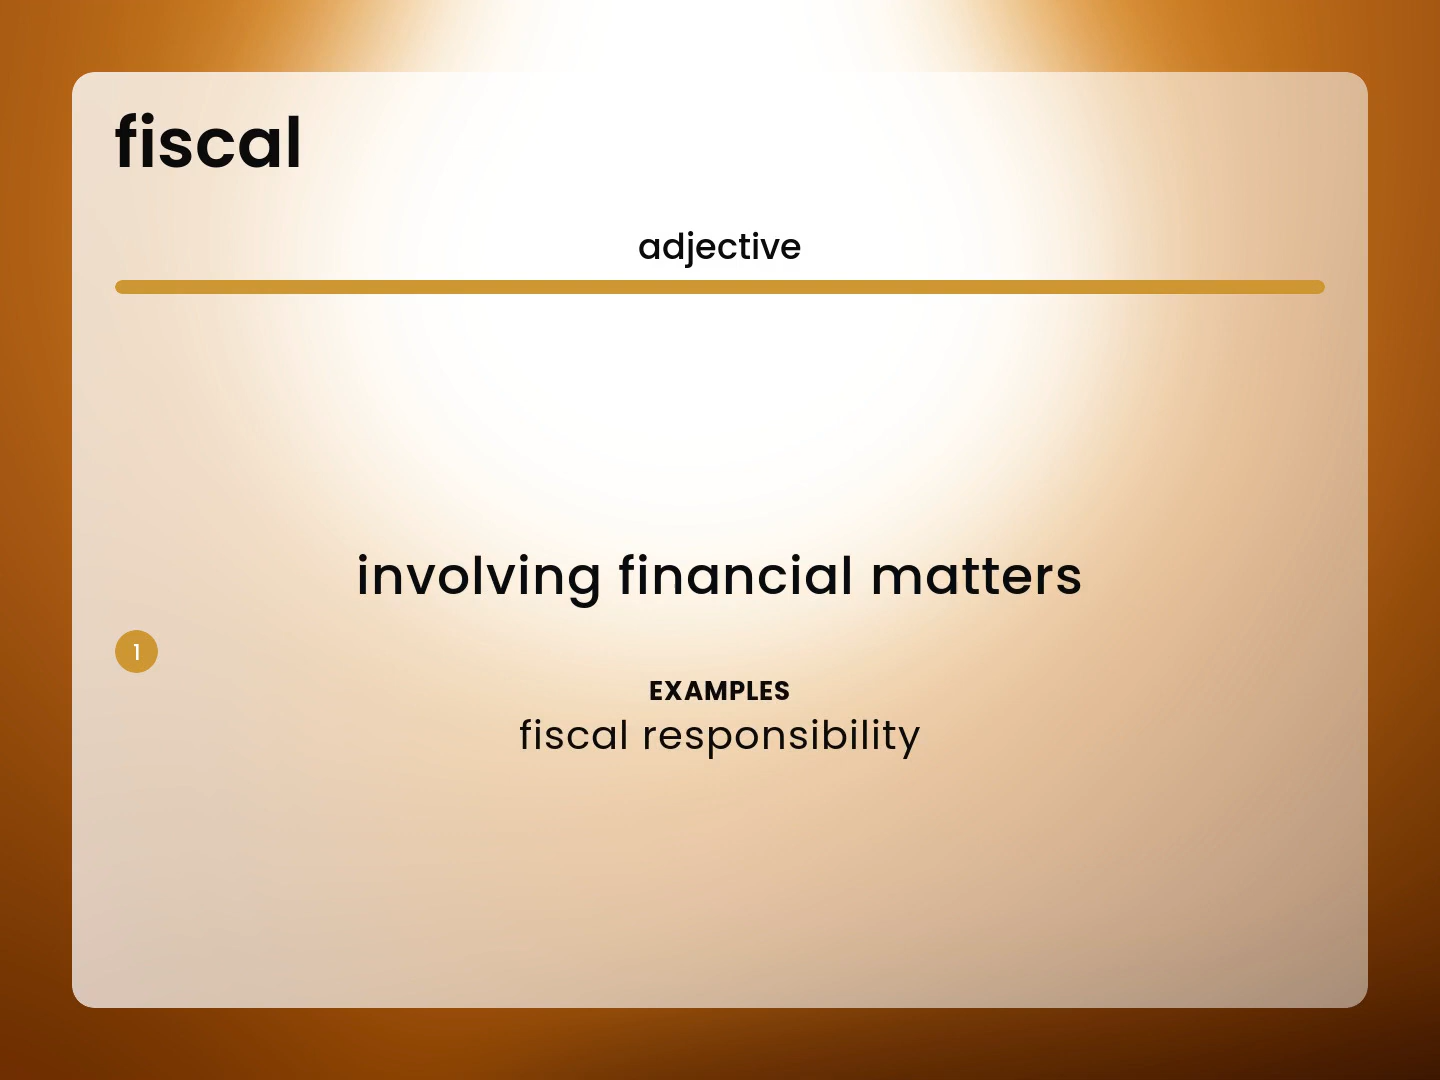 fiscal
adjective
involving financial matters
1
EXAMPLES
fiscal responsibility